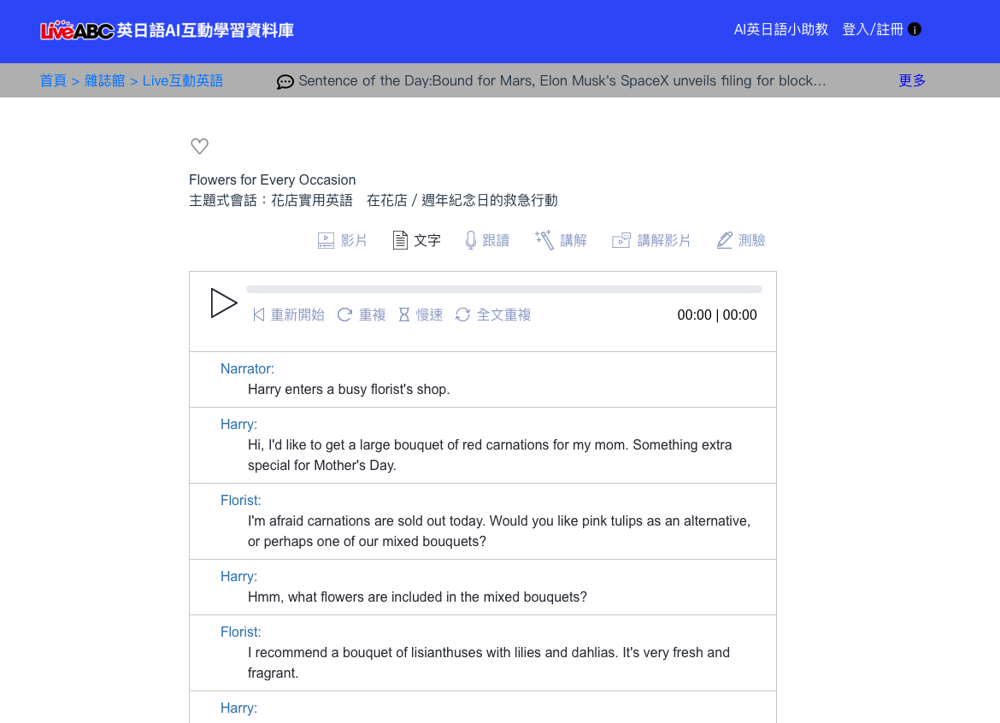 LiveABC 英日語AI互動學習資料庫
AI英日語小助教 登入/註冊 i
首頁 > 雜誌館 > Live互動英語
Sentence of the Day:Bound for Mars, Elon Musk's SpaceX unveils filing for block...
更多
Flowers for Every Occasion
主題式會話：花店實用英語　在花店 / 週年紀念日的救急行動
影片 文字 跟讀 講解 講解影片 測驗
重新開始 重複 慢速 全文重複 00:00 | 00:00
Narrator:
Harry enters a busy florist's shop.
Harry:
Hi, I'd like to get a large bouquet of red carnations for my mom. Something extra
special for Mother's Day.
Florist:
I'm afraid carnations are sold out today. Would you like pink tulips as an alternative,
or perhaps one of our mixed bouquets?
Harry:
Hmm, what flowers are included in the mixed bouquets?
Florist:
I recommend a bouquet of lisianthuses with lilies and dahlias. It's very fresh and
fragrant.
Harry: